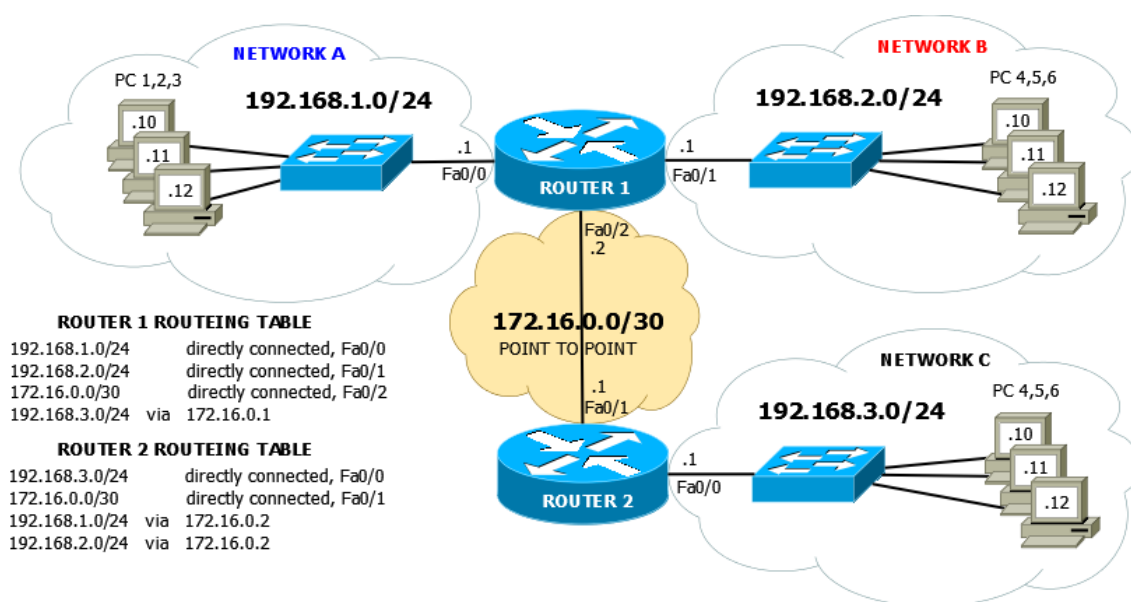 NETWORK A
PC 1,2,3
192.168.1.0/24
.10
.11
.12
.1
Fa0/0
ROUTER 1
NETWORK B
PC 4,5,6
192.168.2.0/24
.10
.11
.12
.1
Fa0/1
Fa0/2
.2
172.16.0.0/30
POINT TO POINT
.1
Fa0/1
ROUTER 2
NETWORK C
PC 4,5,6
192.168.3.0/24
.10
.11
.12
.1
Fa0/0
ROUTER 1 ROUTEING TABLE
192.168.1.0/24 directly connected, Fa0/0
192.168.2.0/24 directly connected, Fa0/1
172.16.0.0/30 directly connected, Fa0/2
192.168.3.0/24 via 172.16.0.1
ROUTER 2 ROUTEING TABLE
192.168.3.0/24 directly connected, Fa0/0
172.16.0.0/30 directly connected, Fa0/1
192.168.1.0/24 via 172.16.0.2
192.168.2.0/24 via 172.16.0.2